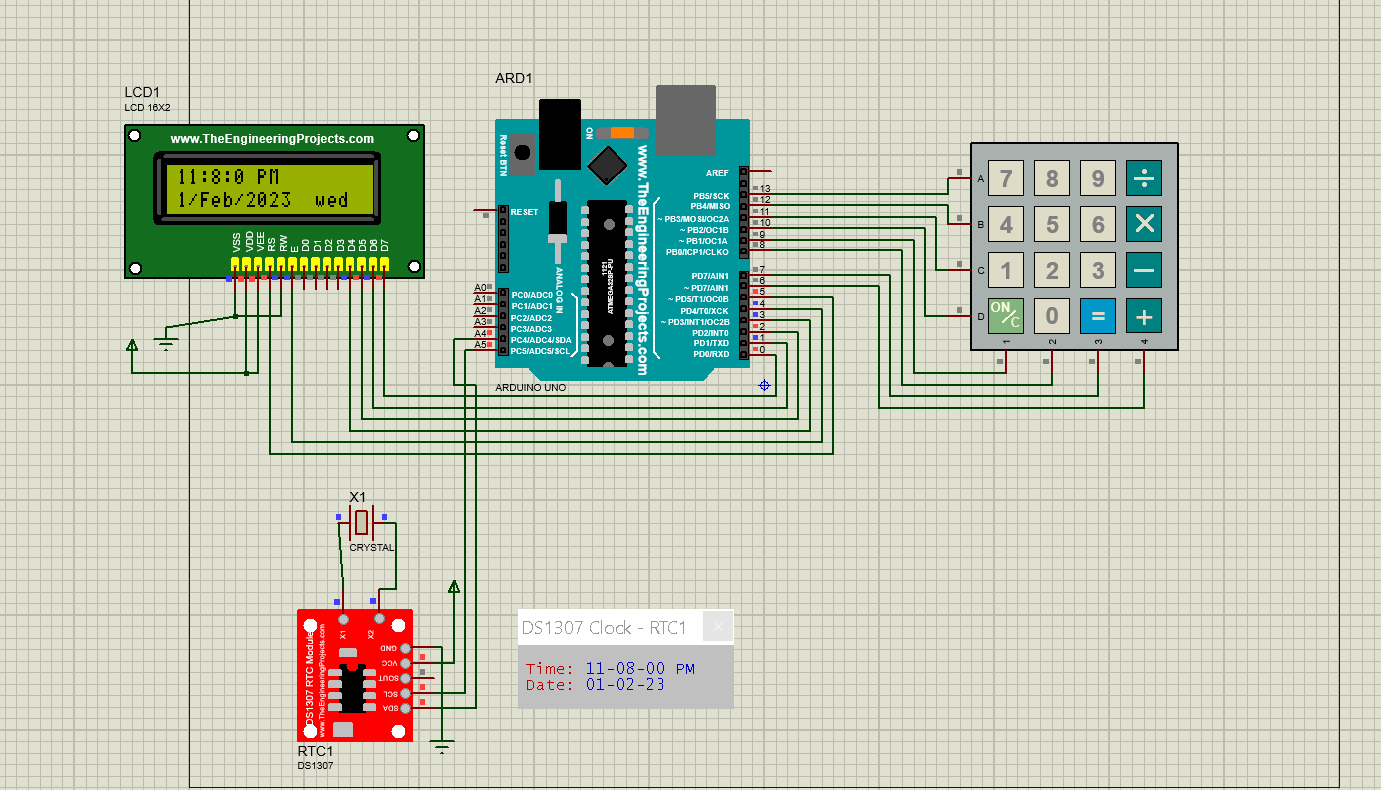 LCD1
LCD 16X2
www.TheEngineeringProjects.com
11:8:0 PM
1/Feb/2023 wed
VSS
VDD
VEE
RS
RW
E
D0
D1
D2
D3
D4
D5
D6
D7
ARD1
Reset BTN
ON
www.TheEngineeringProjects.com
RESET
AREF
13
PB5/SCK
12
PB4/MISO
11
~ PB3/MOSI/OC2A
10
~ PB2/OC1B
9
~ PB1/OC1A
8
PB0/ICP1/CLKO
1121
ATMEGA328P-PU
ANALOG IN
A0
PC0/ADC0
A1
PC1/ADC1
A2
PC2/ADC2
A3
PC3/ADC3
A4
PC4/ADC4/SDA
A5
PC5/ADC5/SCL
7
PD7/AIN1
6
~ PD7/AIN1
5
~ PD5/T1/OC0B
4
PD4/T0/XCK
3
~ PD3/INT1/OC2B
2
PD2/INT0
1
PD1/TXD
0
PD0/RXD
ARDUINO UNO
A
7 8 9 ÷
B
4 5 6 ×
C
1 2 3 −
D
ON/C 0 = +
1 2 3 4
X1
CRYSTAL
X1
X2
DS1307 RTC Module
www.TheEngineeringProjects.com
GND
VCC
SOUT
SCL
SDA
RTC1
DS1307
DS1307 Clock - RTC1
×
Time: 11-08-00 PM
Date: 01-02-23